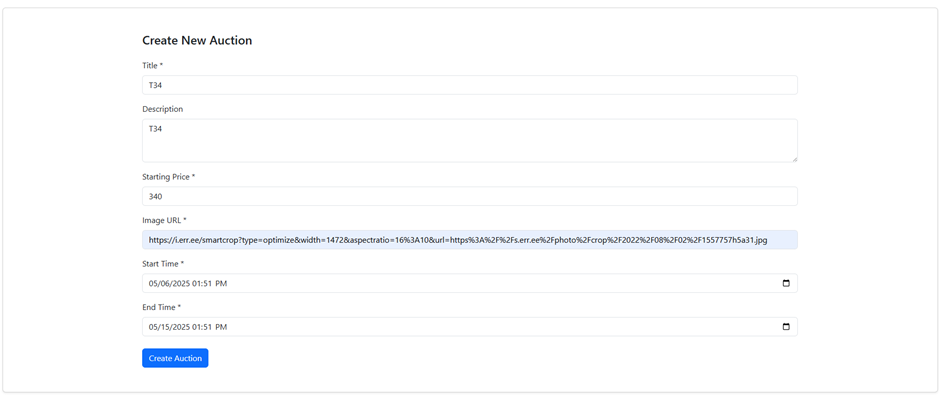 Create New Auction
Title *
T34
Description
T34
Starting Price *
340
Image URL *
https://i.err.ee/smartcrop?type=optimize&width=1472&aspectratio=16%3A10&url=https%3A%2F%2Fs.err.ee%2Fphoto%2Fcrop%2F2022%2F08%2F02%2F1557757h5a31.jpg
Start Time *
05/06/2025 01:51 PM
End Time *
05/15/2025 01:51 PM
Create Auction